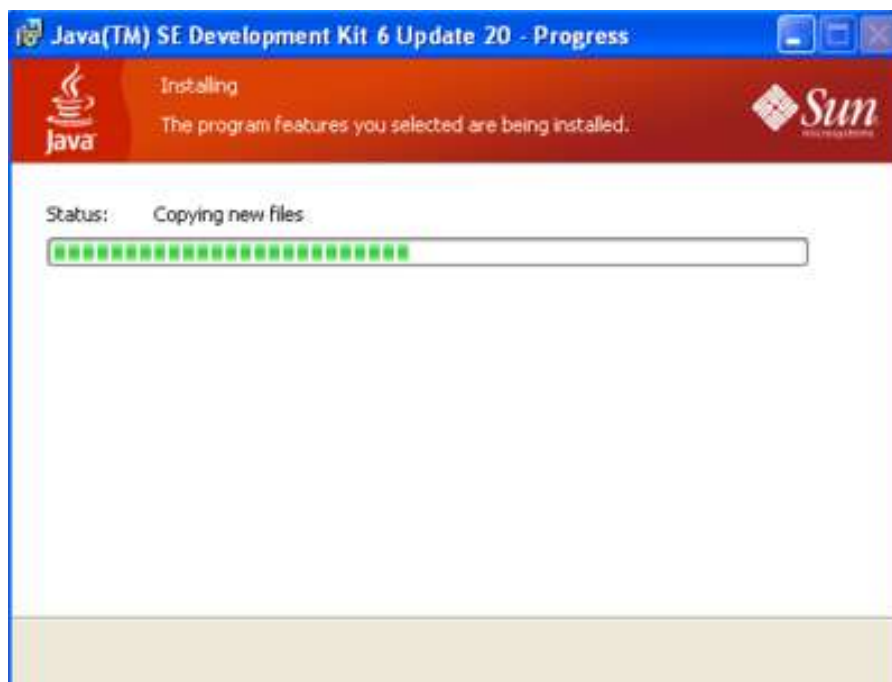 Java(TM) SE Development Kit 6 Update 20 - Progress
Installing
The program features you selected are being installed.
Java
Sun
microsystems
Status: Copying new files